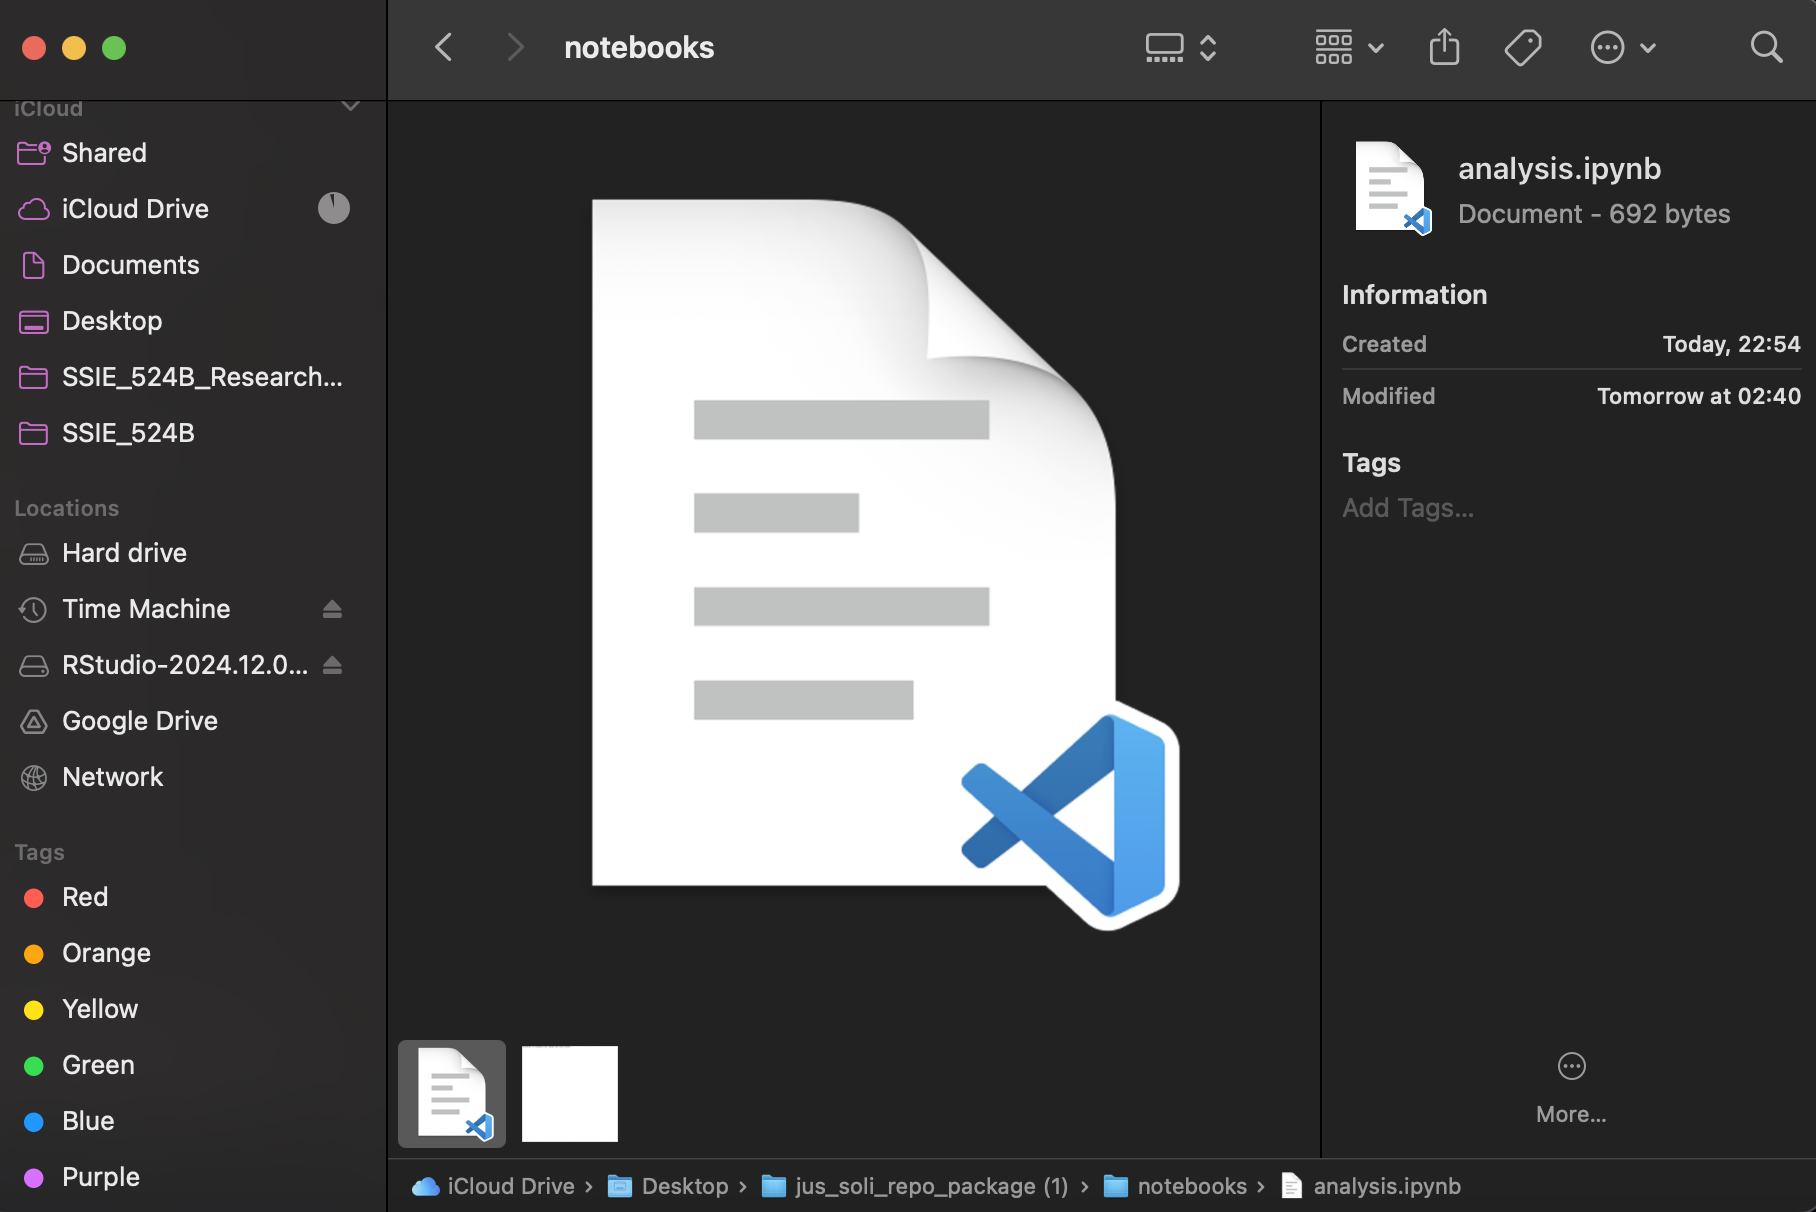 notebooks
iCloud
Shared
iCloud Drive
Documents
Desktop
SSIE_524B_Research...
SSIE_524B
Locations
Hard drive
Time Machine
RStudio-2024.12.0...
Google Drive
Network
Tags
Red
Orange
Yellow
Green
Blue
Purple
analysis.ipynb
Document - 692 bytes
Information
Created Today, 22:54
Modified Tomorrow at 02:40
Tags
Add Tags...
More...
iCloud Drive › Desktop › jus_soli_repo_package (1) › notebooks › analysis.ipynb